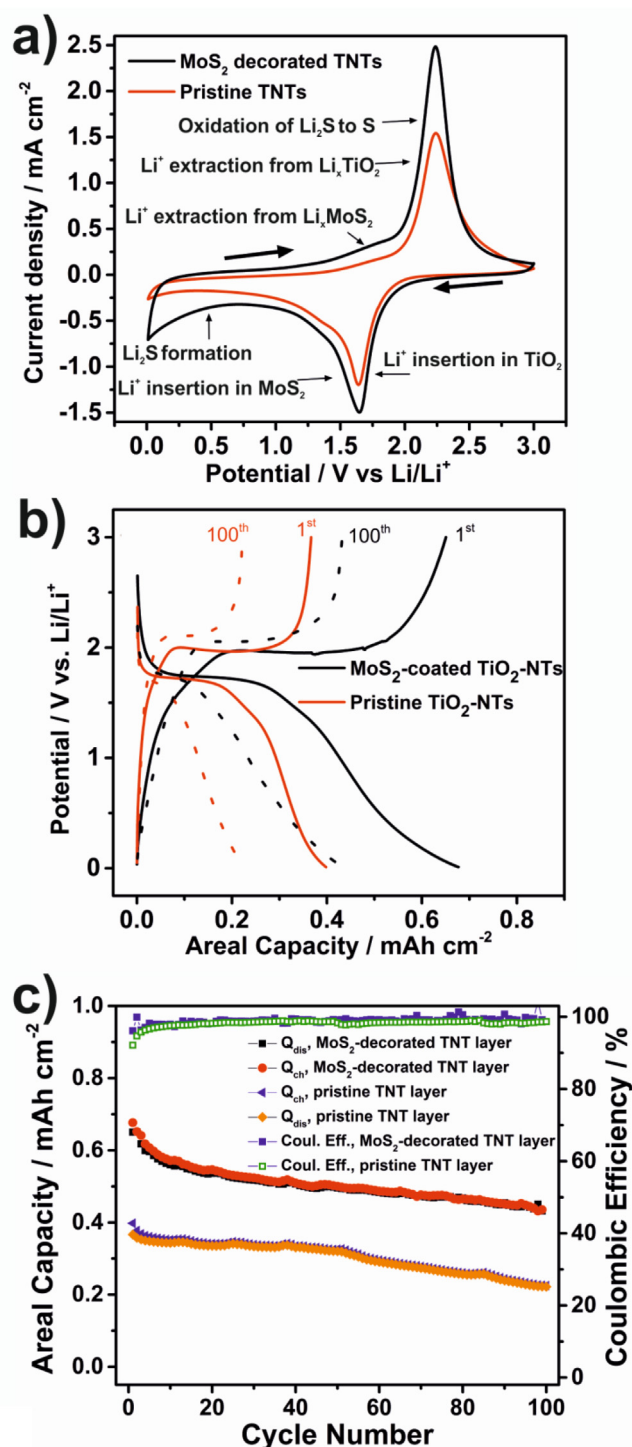 a)
2.5
2.0
1.5
1.0
0.5
0.0
-0.5
-1.0
-1.5
Current density / mA cm⁻²
MoS₂ decorated TNTs
Pristine TNTs
Oxidation of Li₂S to S
Li⁺ extraction from LiₓTiO₂
Li⁺ extraction from LiₓMoS₂
Li₂S formation
Li⁺ insertion in TiO₂
Li⁺ insertion in MoS₂
0.0 0.5 1.0 1.5 2.0 2.5 3.0
Potential / V vs Li/Li⁺
b)
3
2
1
0
Potential / V vs. Li/Li⁺
100ᵗʰ 1ˢᵗ 100ᵗʰ 1ˢᵗ
MoS₂-coated TiO₂-NTs
Pristine TiO₂-NTs
0.0 0.2 0.4 0.6 0.8
Areal Capacity / mAh cm⁻²
c)
1.0
0.8
0.6
0.4
0.2
0.0
Areal Capacity / mAh cm⁻²
Q_dis, MoS₂-decorated TNT layer
Q_ch, MoS₂-decorated TNT layer
Q_ch, pristine TNT layer
Q_dis, pristine TNT layer
Coul. Eff., MoS₂-decorated TNT layer
Coul. Eff., pristine TNT layer
100
80
60
40
20
0
Coulombic Efficiency / %
0 20 40 60 80 100
Cycle Number